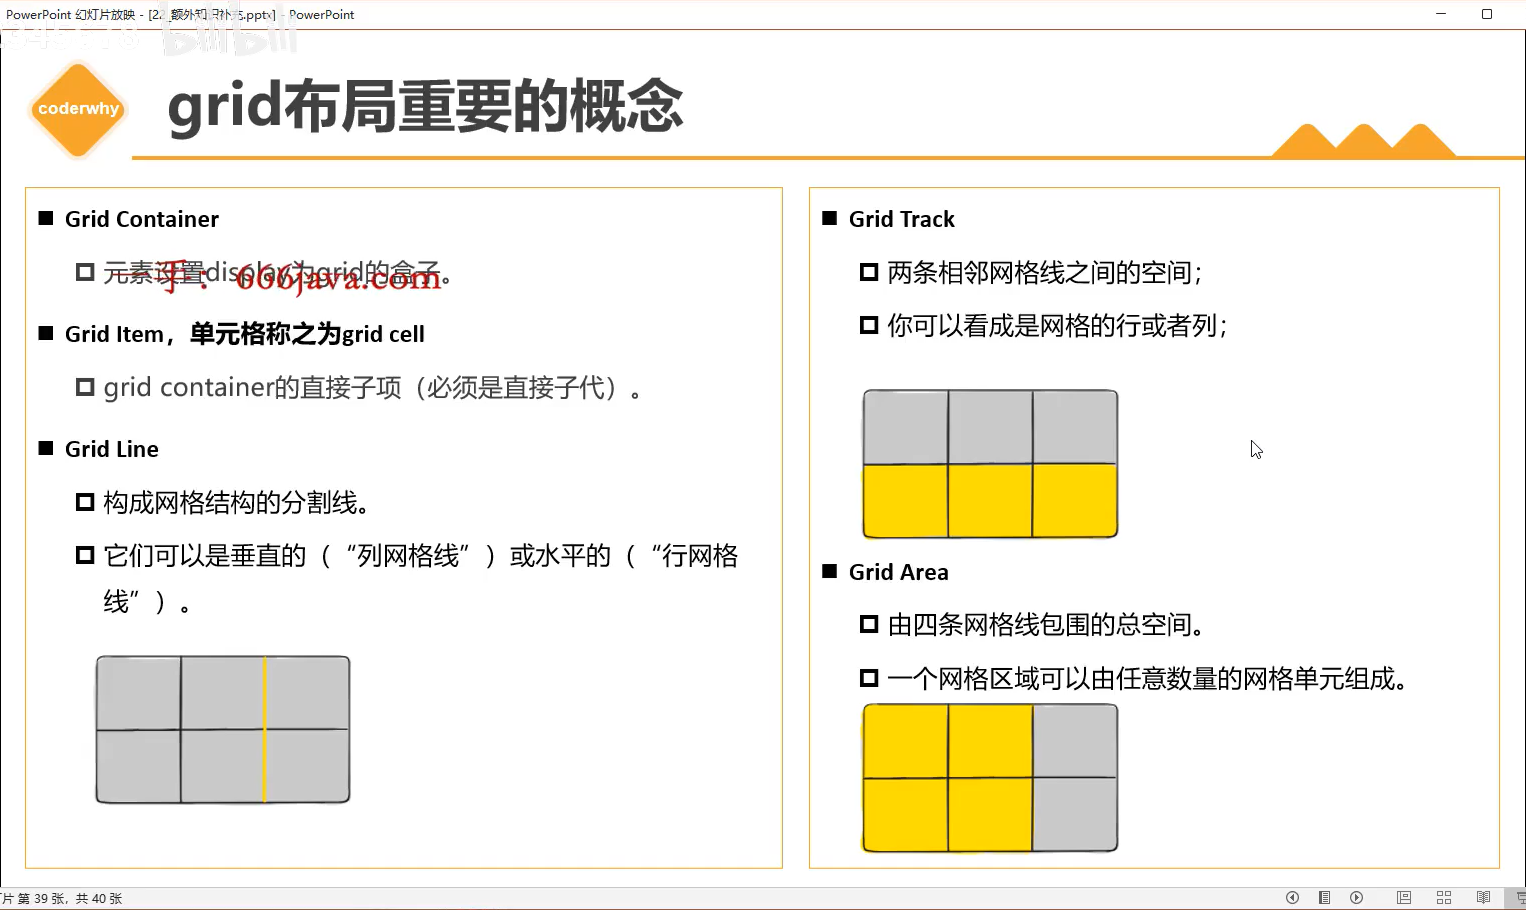 PowerPoint 幻灯片放映 - [22_额外知识补充.pptx] - PowerPoint
bilibili
coderwhy
grid布局重要的概念
Grid Container
元素设置display为grid的盒子。
一手：666java.com
Grid Item，单元格称之为grid cell
grid container的直接子项（必须是直接子代）。
Grid Line
构成网格结构的分割线。
它们可以是垂直的（“列网格线”）或水平的（“行网格
线”）。
Grid Track
两条相邻网格线之间的空间；
你可以看成是网格的行或者列；
Grid Area
由四条网格线包围的总空间。
一个网格区域可以由任意数量的网格单元组成。
片 第 39 张，共 40 张